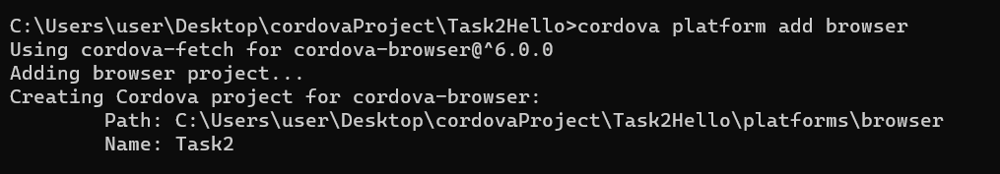 C:\Users\user\Desktop\cordovaProject\Task2Hello>cordova platform add browser
Using cordova-fetch for cordova-browser@^6.0.0
Adding browser project...
Creating Cordova project for cordova-browser:
        Path: C:\Users\user\Desktop\cordovaProject\Task2Hello\platforms\browser
        Name: Task2